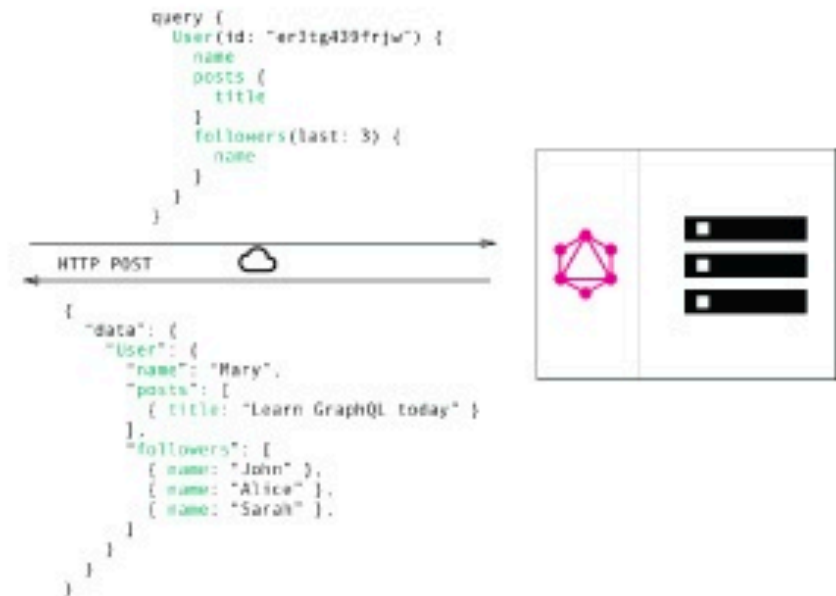 query {
User(id: "er3tg439frjw") {
name
posts {
title
}
followers(last: 3) {
name
}
}
}
HTTP POST
{
"data": {
"User": {
"name": "Mary",
"posts": [
{ title: "Learn GraphQL today" }
],
"followers": [
{ name: "John" },
{ name: "Alice" },
{ name: "Sarah" },
]
}
}
}